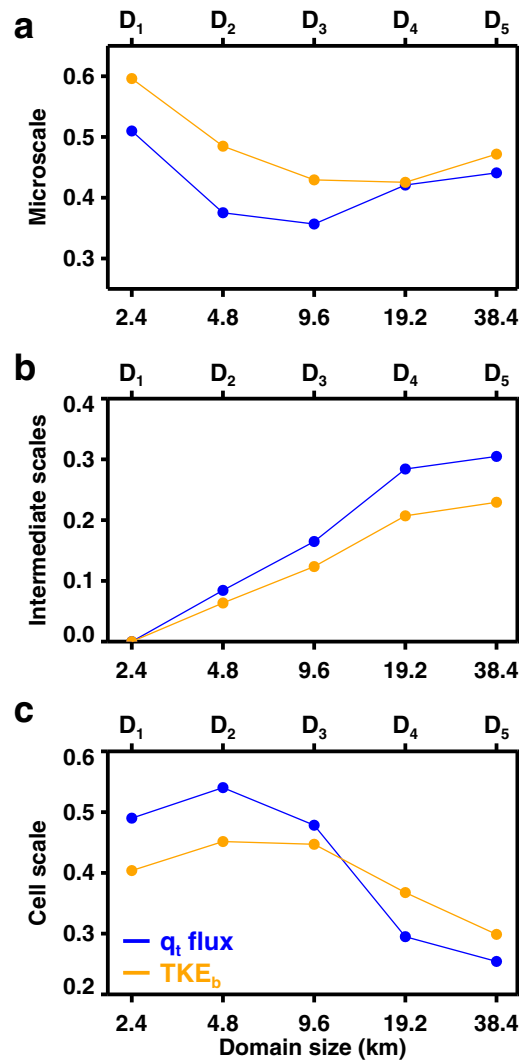 a
D₁ D₂ D₃ D₄ D₅
Microscale
0.6
0.5
0.4
0.3
2.4 4.8 9.6 19.2 38.4
b
D₁ D₂ D₃ D₄ D₅
Intermediate scales
0.4
0.3
0.2
0.1
0.0
2.4 4.8 9.6 19.2 38.4
c
D₁ D₂ D₃ D₄ D₅
Cell scale
0.6
0.5
0.4
0.3
0.2
qₜ flux
TKE_b
2.4 4.8 9.6 19.2 38.4
Domain size (km)